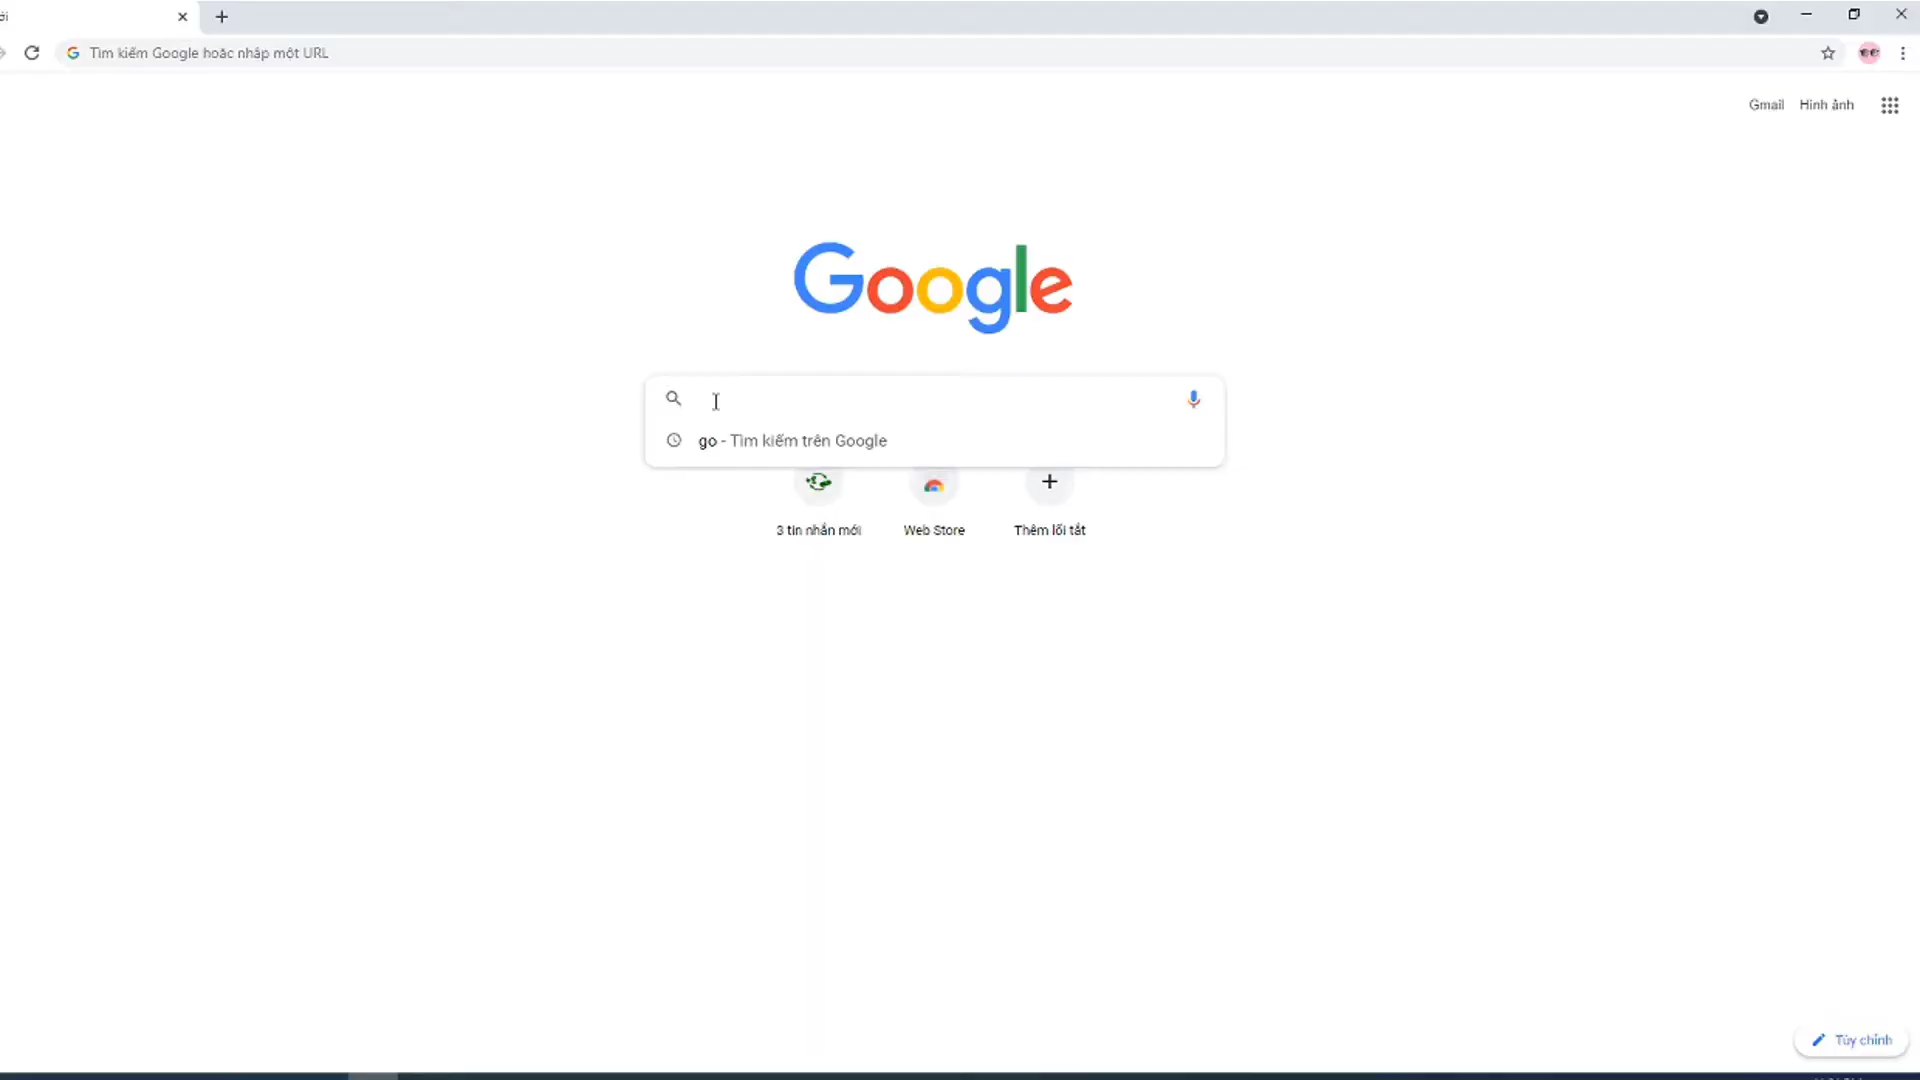 Tìm kiếm Google hoặc nhập một URL
Gmail Hình ảnh
Google
go - Tìm kiếm trên Google
3 tin nhắn mới Web Store Thêm lối tắt
Tùy chỉnh